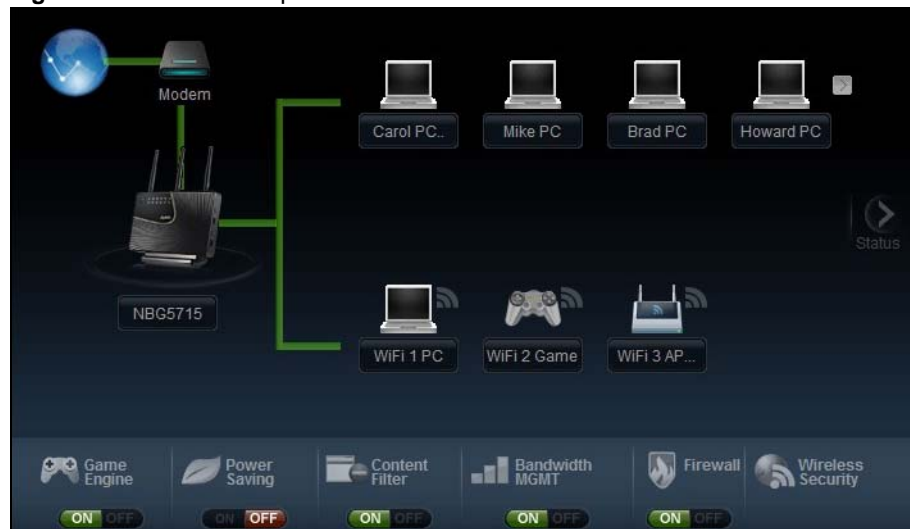 Modem
Carol PC..
Mike PC
Brad PC
Howard PC
Status
NBG5715
WiFi 1 PC
WiFi 2 Game
WiFi 3 AP...
Game
Engine
Power
Saving
Content
Filter
Bandwidth
MGMT
Firewall
Wireless
Security
ON OFF
ON OFF
ON OFF
ON OFF
ON OFF